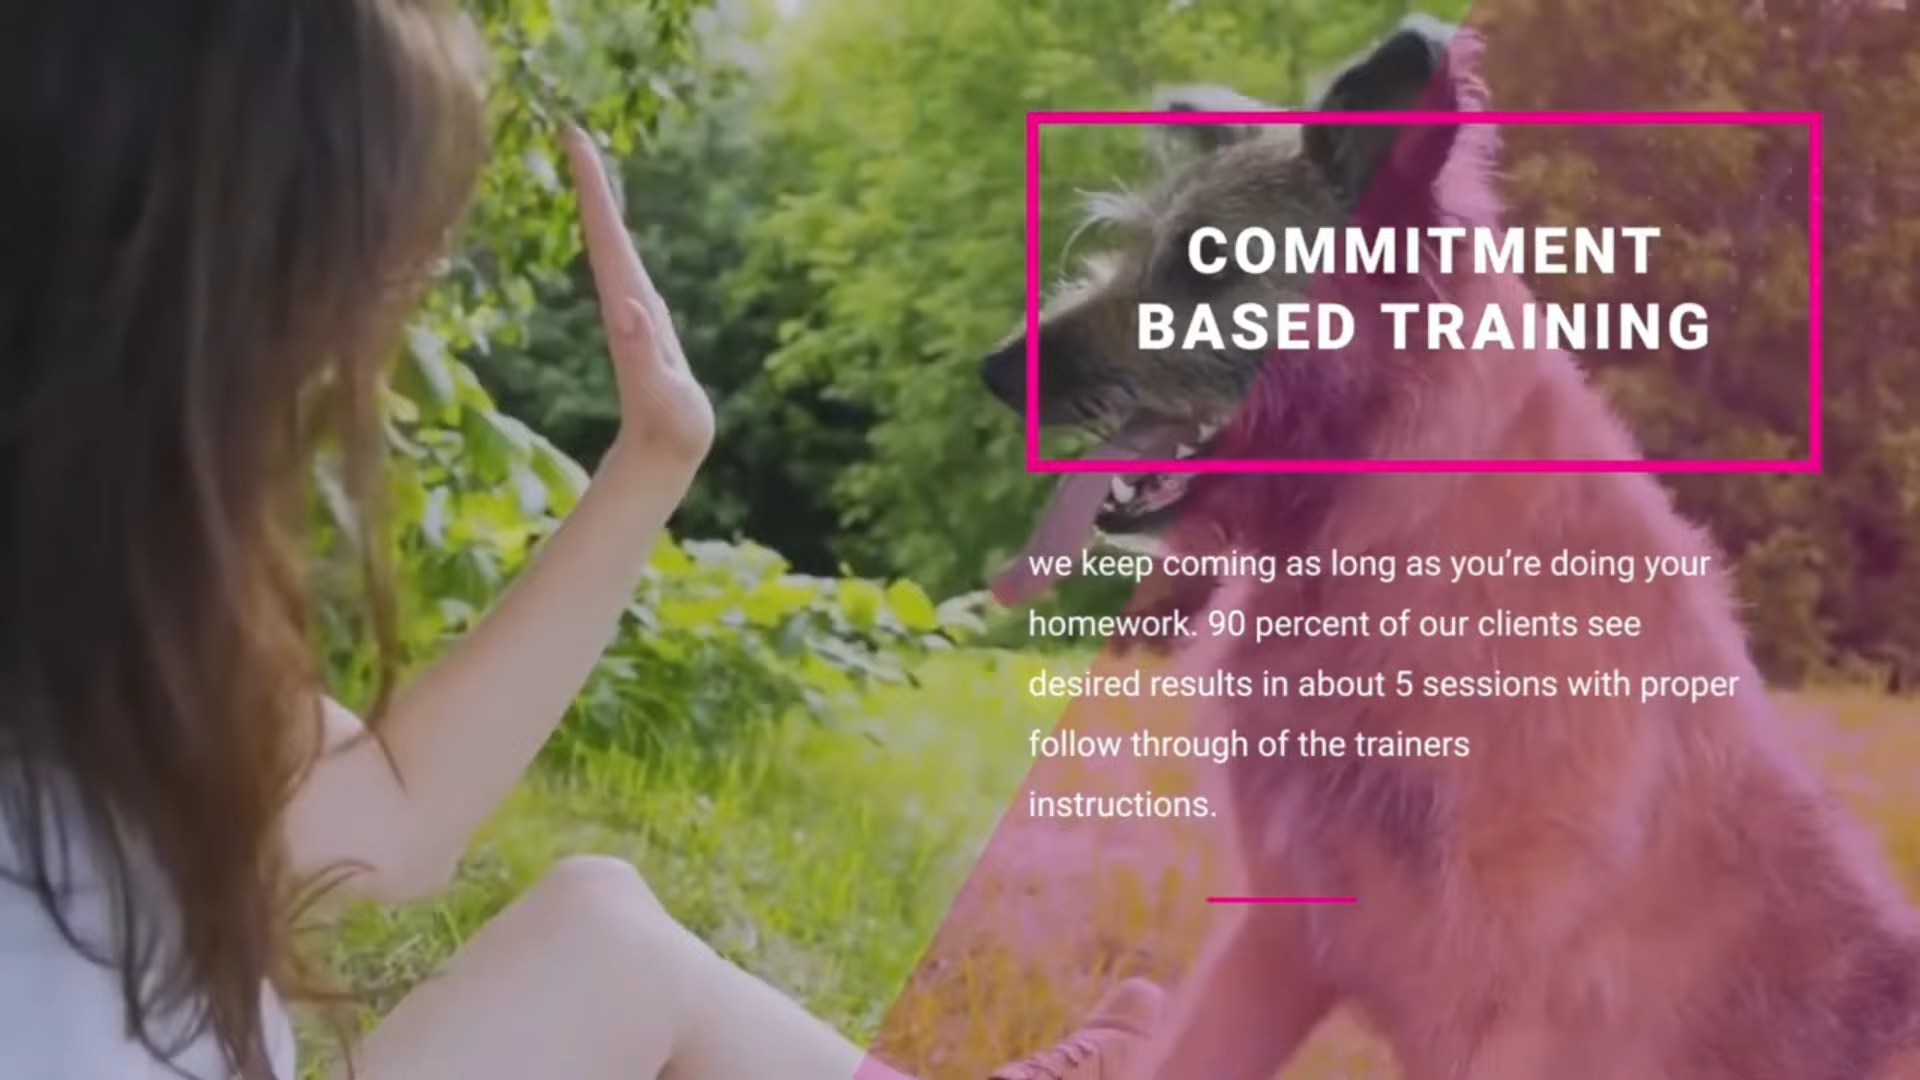 COMMITMENT
BASED TRAINING
we keep coming as long as you’re doing your
homework. 90 percent of our clients see
desired results in about 5 sessions with proper
follow through of the trainers
instructions.